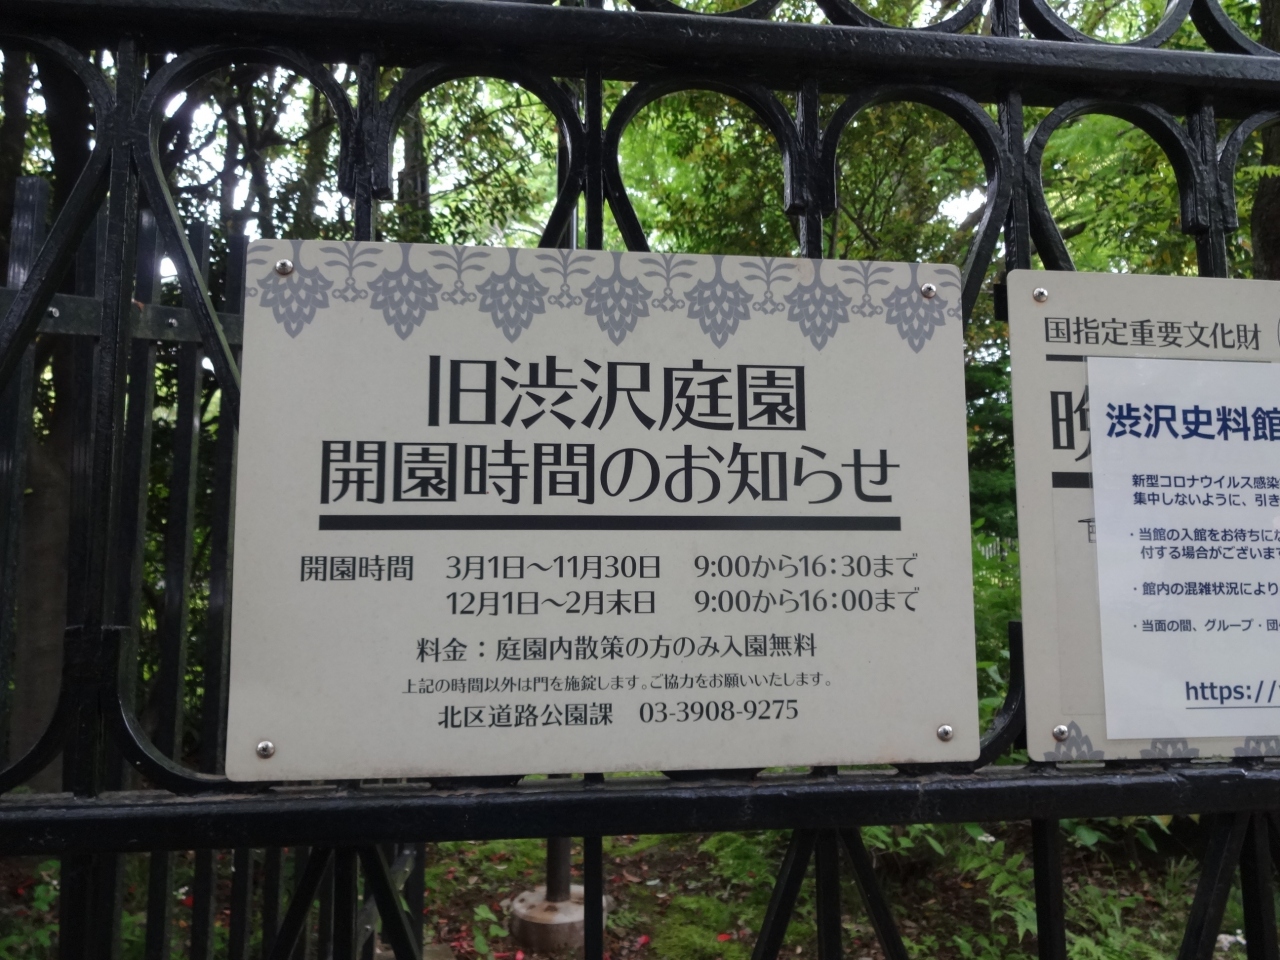 旧渋沢庭園
開園時間のお知らせ
開園時間 3月1日〜11月30日 9:00から16:30まで
12月1日〜2月末日 9:00から16:00まで
料金：庭園内散策の方のみ入園無料
上記の時間以外は門を施錠します。ご協力をお願いいたします。
北区道路公園課 03-3908-9275
国指定重要文化財
晩
渋沢史料館
新型コロナウイルス感染
集中しないように、引き
・当館の入館をお待ちにな
付する場合がございます
・館内の混雑状況により
・当面の間、グループ・団
https://